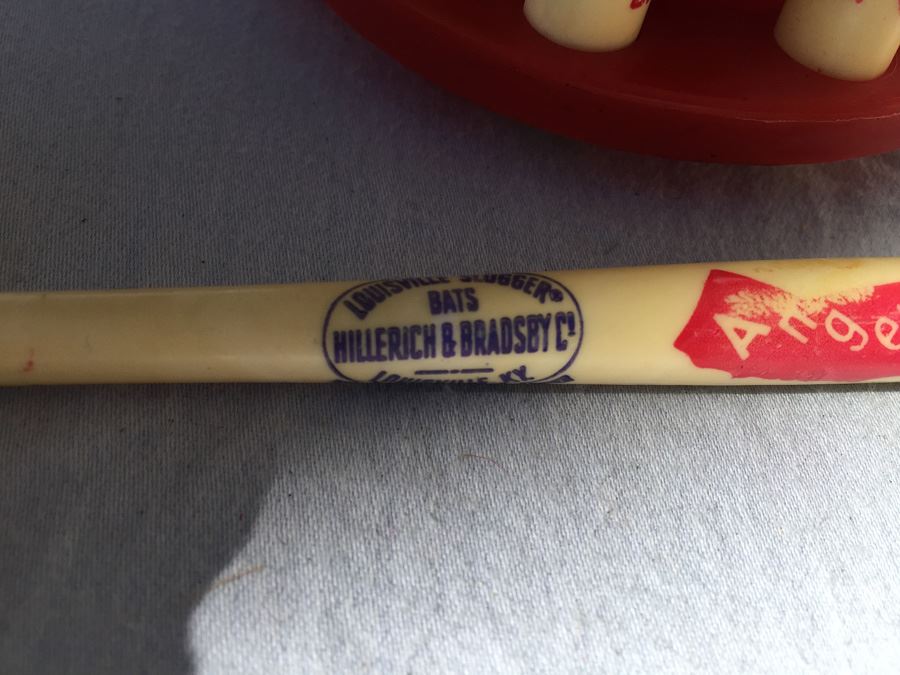 LOUISVILLE SLUGGER®
BATS
HILLERICH & BRADSBY Cº
LOUISVILLE, KY.
Ange